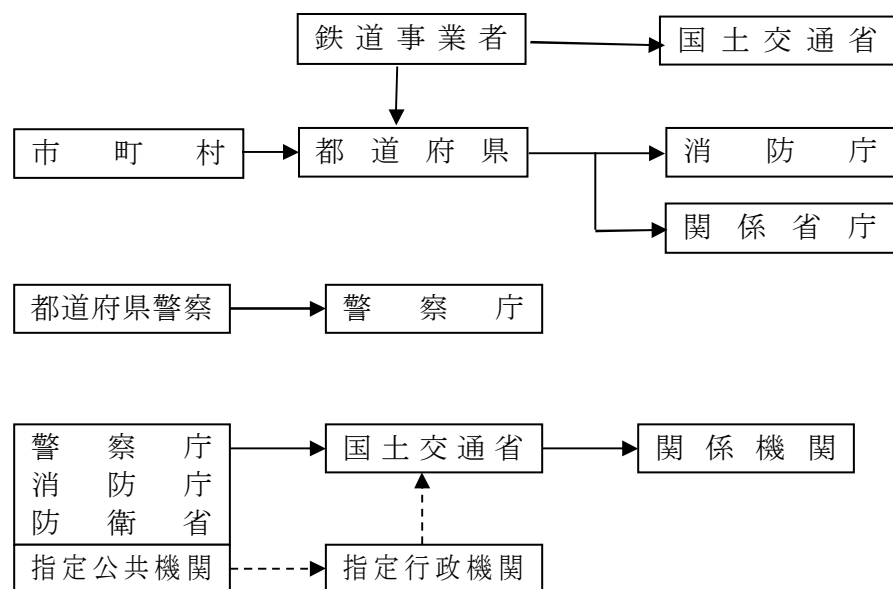 鉄道事業者
国土交通省
市町村
都道府県
消防庁
関係省庁
都道府県警察
警察庁
警察庁
消防庁
防衛省
国土交通省
関係機関
指定公共機関
指定行政機関